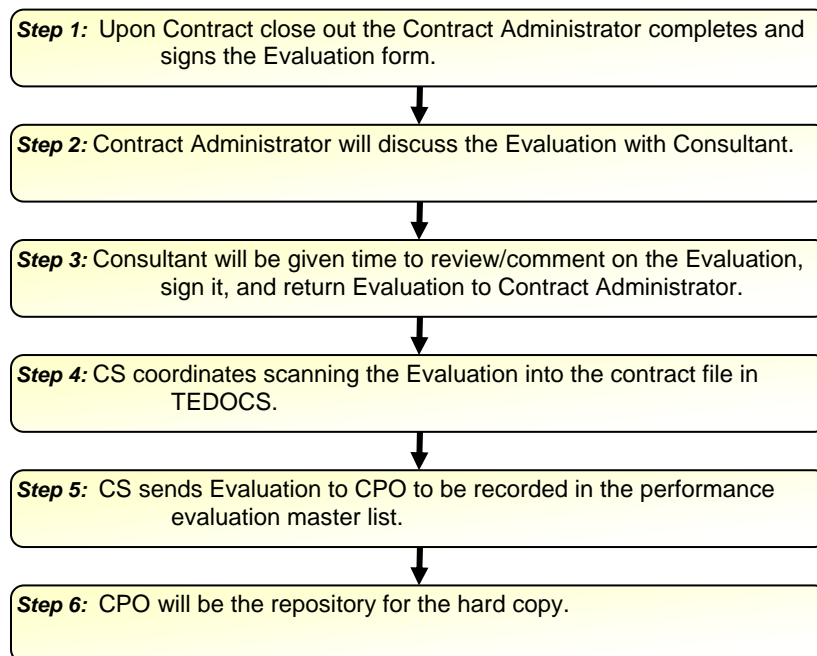 Step 1: Upon Contract close out the Contract Administrator completes and
signs the Evaluation form.
Step 2: Contract Administrator will discuss the Evaluation with Consultant.
Step 3: Consultant will be given time to review/comment on the Evaluation,
sign it, and return Evaluation to Contract Administrator.
Step 4: CS coordinates scanning the Evaluation into the contract file in
TEDOCS.
Step 5: CS sends Evaluation to CPO to be recorded in the performance
evaluation master list.
Step 6: CPO will be the repository for the hard copy.